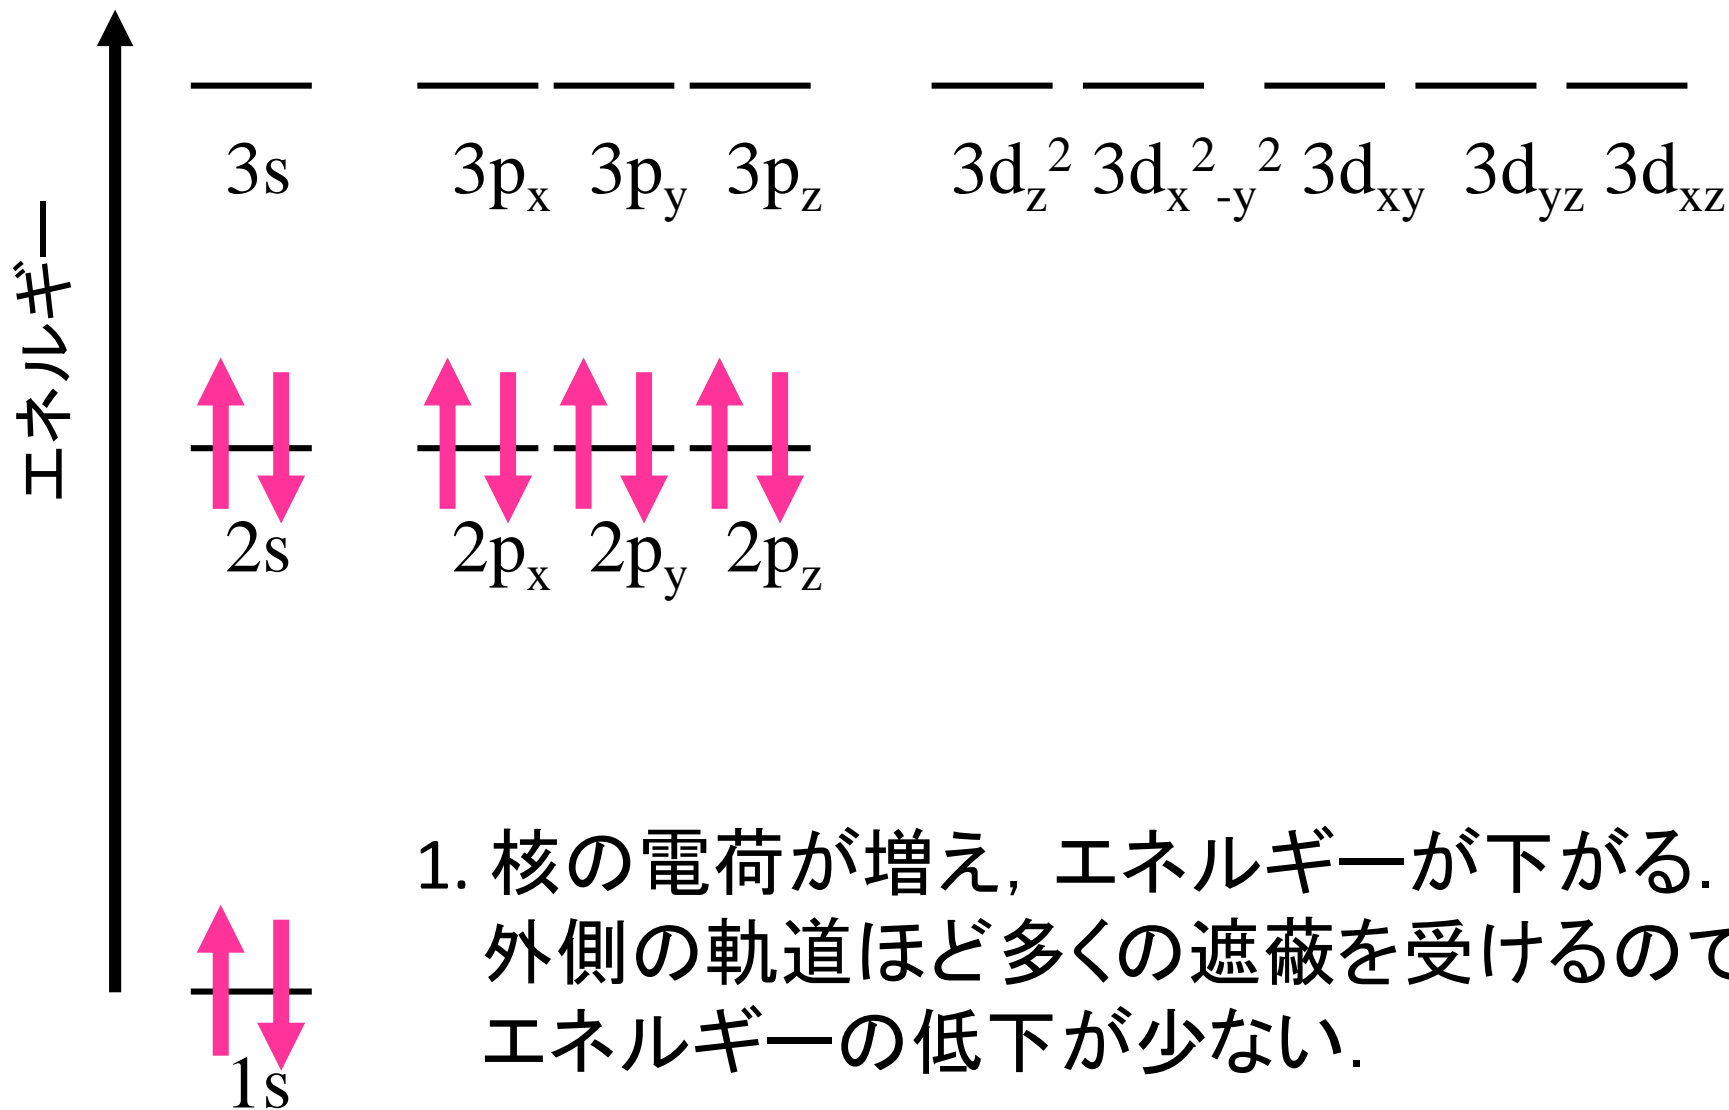 エネルギー
3s 3px 3py 3pz 3dz² 3dx²-y² 3dxy 3dyz 3dxz
2s 2px 2py 2pz
1. 核の電荷が増え, エネルギーが下がる.
外側の軌道ほど多くの遮蔽を受けるので
エネルギーの低下が少ない.
1s